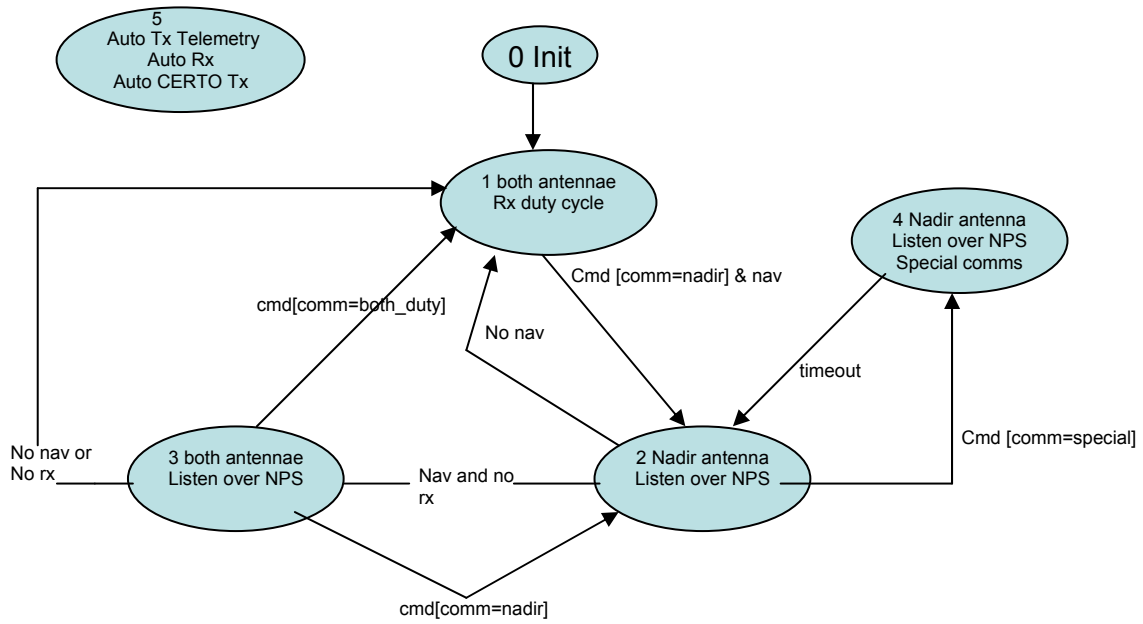 5
Auto Tx Telemetry
Auto Rx
Auto CERTO Tx
0 Init
1 both antennae
Rx duty cycle
4 Nadir antenna
Listen over NPS
Special comms
Cmd [comm=nadir] & nav
cmd[comm=both_duty]
No nav
timeout
Cmd [comm=special]
No nav or
No rx
3 both antennae
Listen over NPS
Nav and no
rx
2 Nadir antenna
Listen over NPS
cmd[comm=nadir]